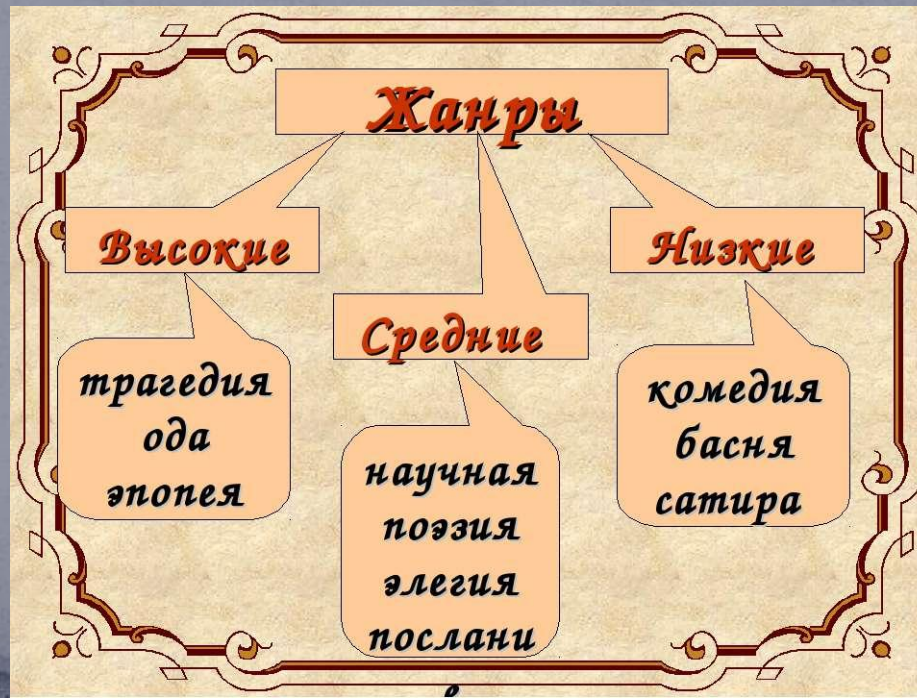 Жанры
Высокие
Средние
Низкие
трагедия
ода
эпопея
научная
поэзия
элегия
послани
е
комедия
басня
сатира